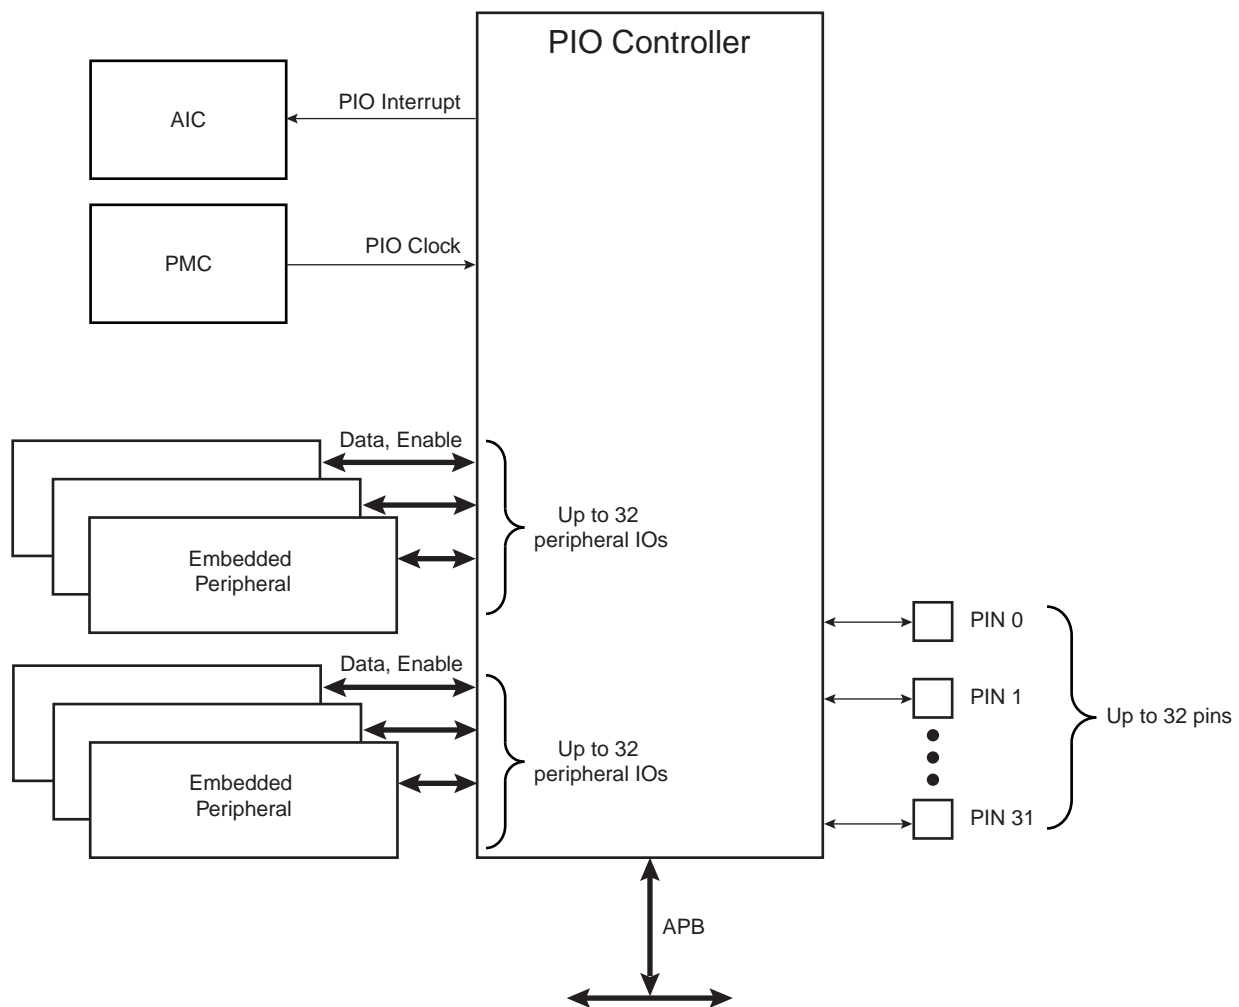 PIO Controller
AIC
PIO Interrupt
PMC
PIO Clock
Data, Enable
Up to 32
peripheral IOs
Embedded
Peripheral
Data, Enable
Up to 32
peripheral IOs
Embedded
Peripheral
PIN 0
PIN 1
Up to 32 pins
PIN 31
APB